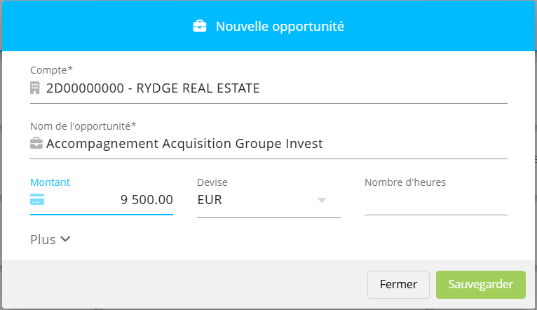 Nouvelle opportunité
Compte*
2D00000000 - RYDGE REAL ESTATE
Nom de l'opportunité*
Accompagnement Acquisition Groupe Invest
Montant Devise Nombre d'heures
9 500.00 EUR
Plus
Fermer Sauvegarder